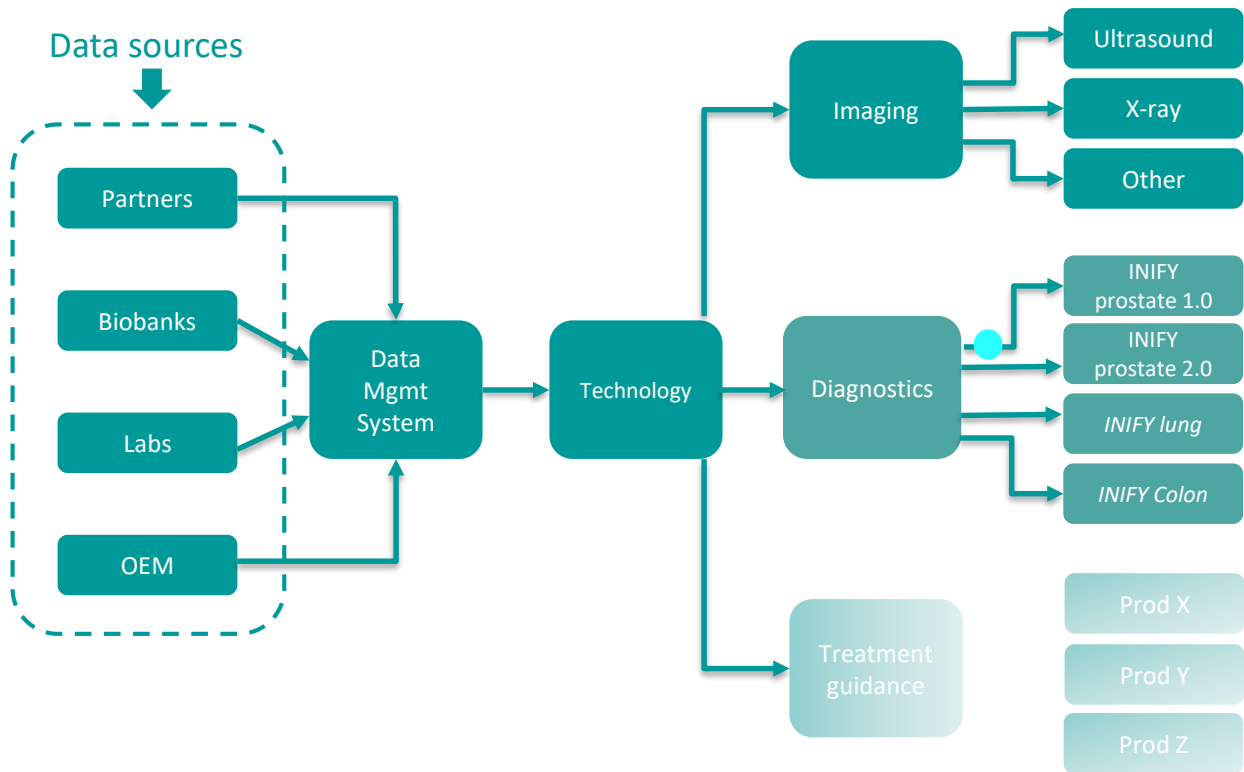 Data sources
Partners
Biobanks
Labs
OEM
Data
Mgmt
System
Technology
Imaging
Diagnostics
Treatment
guidance
Ultrasound
X-ray
Other
INIFY
prostate 1.0
INIFY
prostate 2.0
INIFY lung
INIFY Colon
Prod X
Prod Y
Prod Z